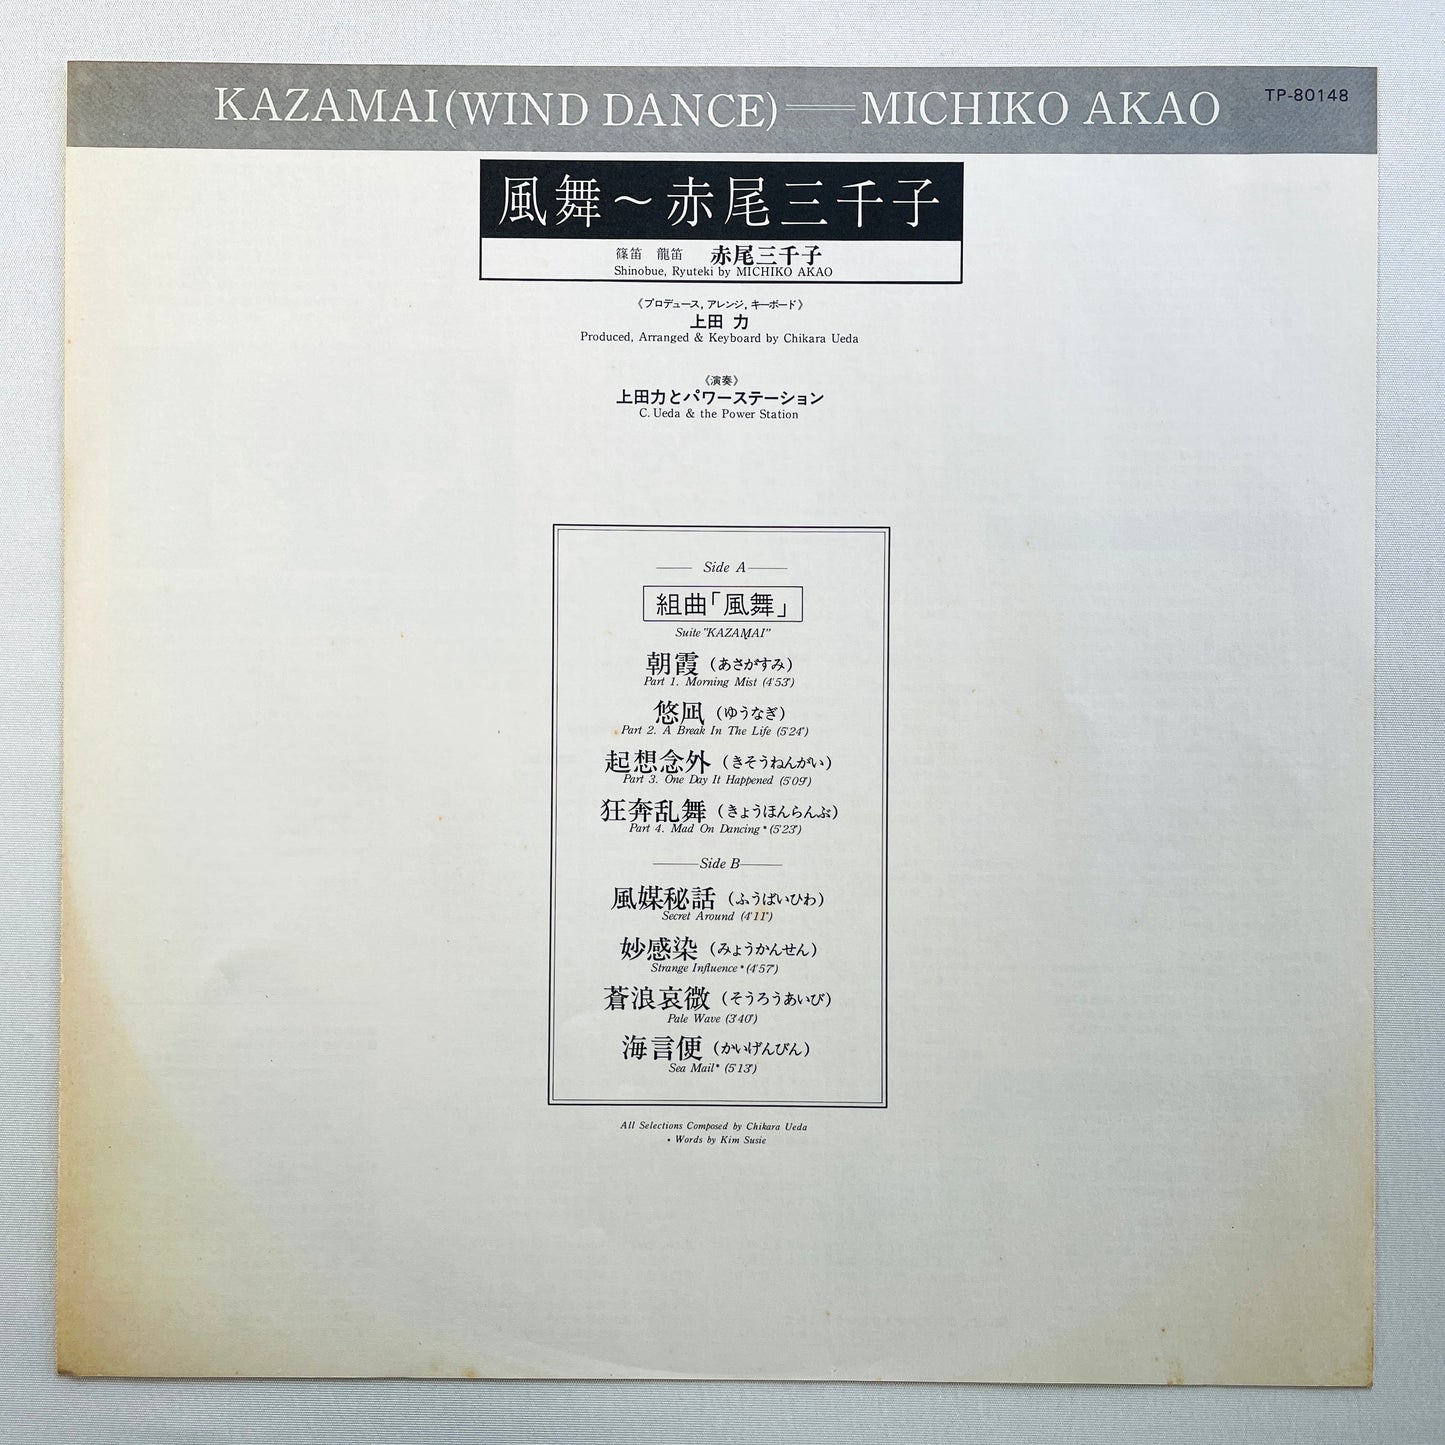 KAZAMAI(WIND DANCE)——MICHIKO AKAO
TP-80148
風舞〜赤尾三千子
篠笛 龍笛 赤尾三千子
Shinobue, Ryuteki by MICHIKO AKAO
《プロデュース, アレンジ, キーボード》
上田 力
Produced, Arranged & Keyboard by Chikara Ueda
《演奏》
上田力とパワーステーション
C. Ueda & the Power Station
Side A
組曲「風舞」
Suite "KAZAMAI"
朝霞（あさがすみ）
Part 1. Morning Mist (4'53")
悠凪（ゆうなぎ）
Part 2. A Break In The Life (5'24")
起想念外（きそうねんがい）
Part 3. One Day It Happened (5'09")
狂奔乱舞（きょうほんらんぶ）
Part 4. Mad On Dancing * (5'23")
Side B
風媒秘話（ふうばいひわ）
Secret Around (4'11")
妙感染（みょうかんせん）
Strange Influence * (4'57")
蒼浪哀微（そうろうあいび）
Pale Wave (3'40")
海言便（かいげんびん）
Sea Mail* (5'13")
All Selections Composed by Chikara Ueda
* Words by Kim Susie